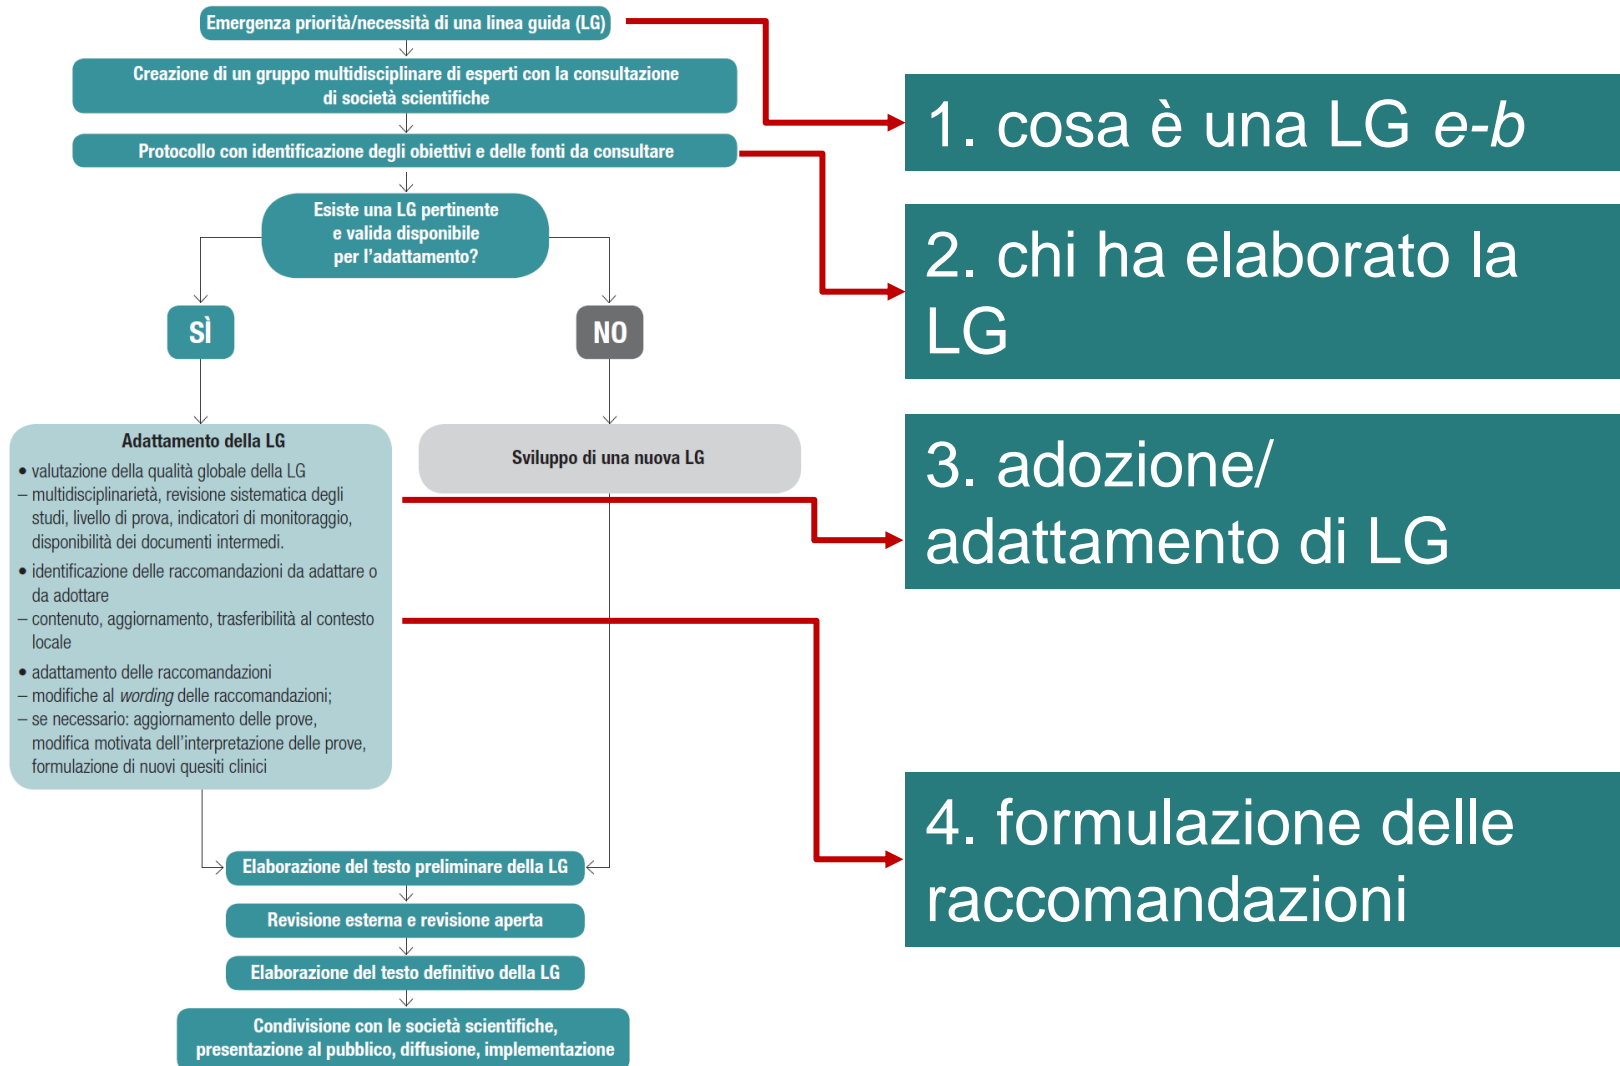 Emergenza priorità/necessità di una linea guida (LG)
Creazione di un gruppo multidisciplinare di esperti con la consultazione
di società scientifiche
Protocollo con identificazione degli obiettivi e delle fonti da consultare
Esiste una LG pertinente
e valida disponibile
per l'adattamento?
SÌ
NO
Adattamento della LG
• valutazione della qualità globale della LG
– multidisciplinarietà, revisione sistematica degli
studi, livello di prova, indicatori di monitoraggio,
disponibilità dei documenti intermedi.
• identificazione delle raccomandazioni da adattare o
da adottare
– contenuto, aggiornamento, trasferibilità al contesto
locale
• adattamento delle raccomandazioni
– modifiche al wording delle raccomandazioni;
– se necessario: aggiornamento delle prove,
modifica motivata dell'interpretazione delle prove,
formulazione di nuovi quesiti clinici
Sviluppo di una nuova LG
Elaborazione del testo preliminare della LG
Revisione esterna e revisione aperta
Elaborazione del testo definitivo della LG
Condivisione con le società scientifiche,
presentazione al pubblico, diffusione, implementazione
1. cosa è una LG e-b
2. chi ha elaborato la
LG
3. adozione/
adattamento di LG
4. formulazione delle
raccomandazioni